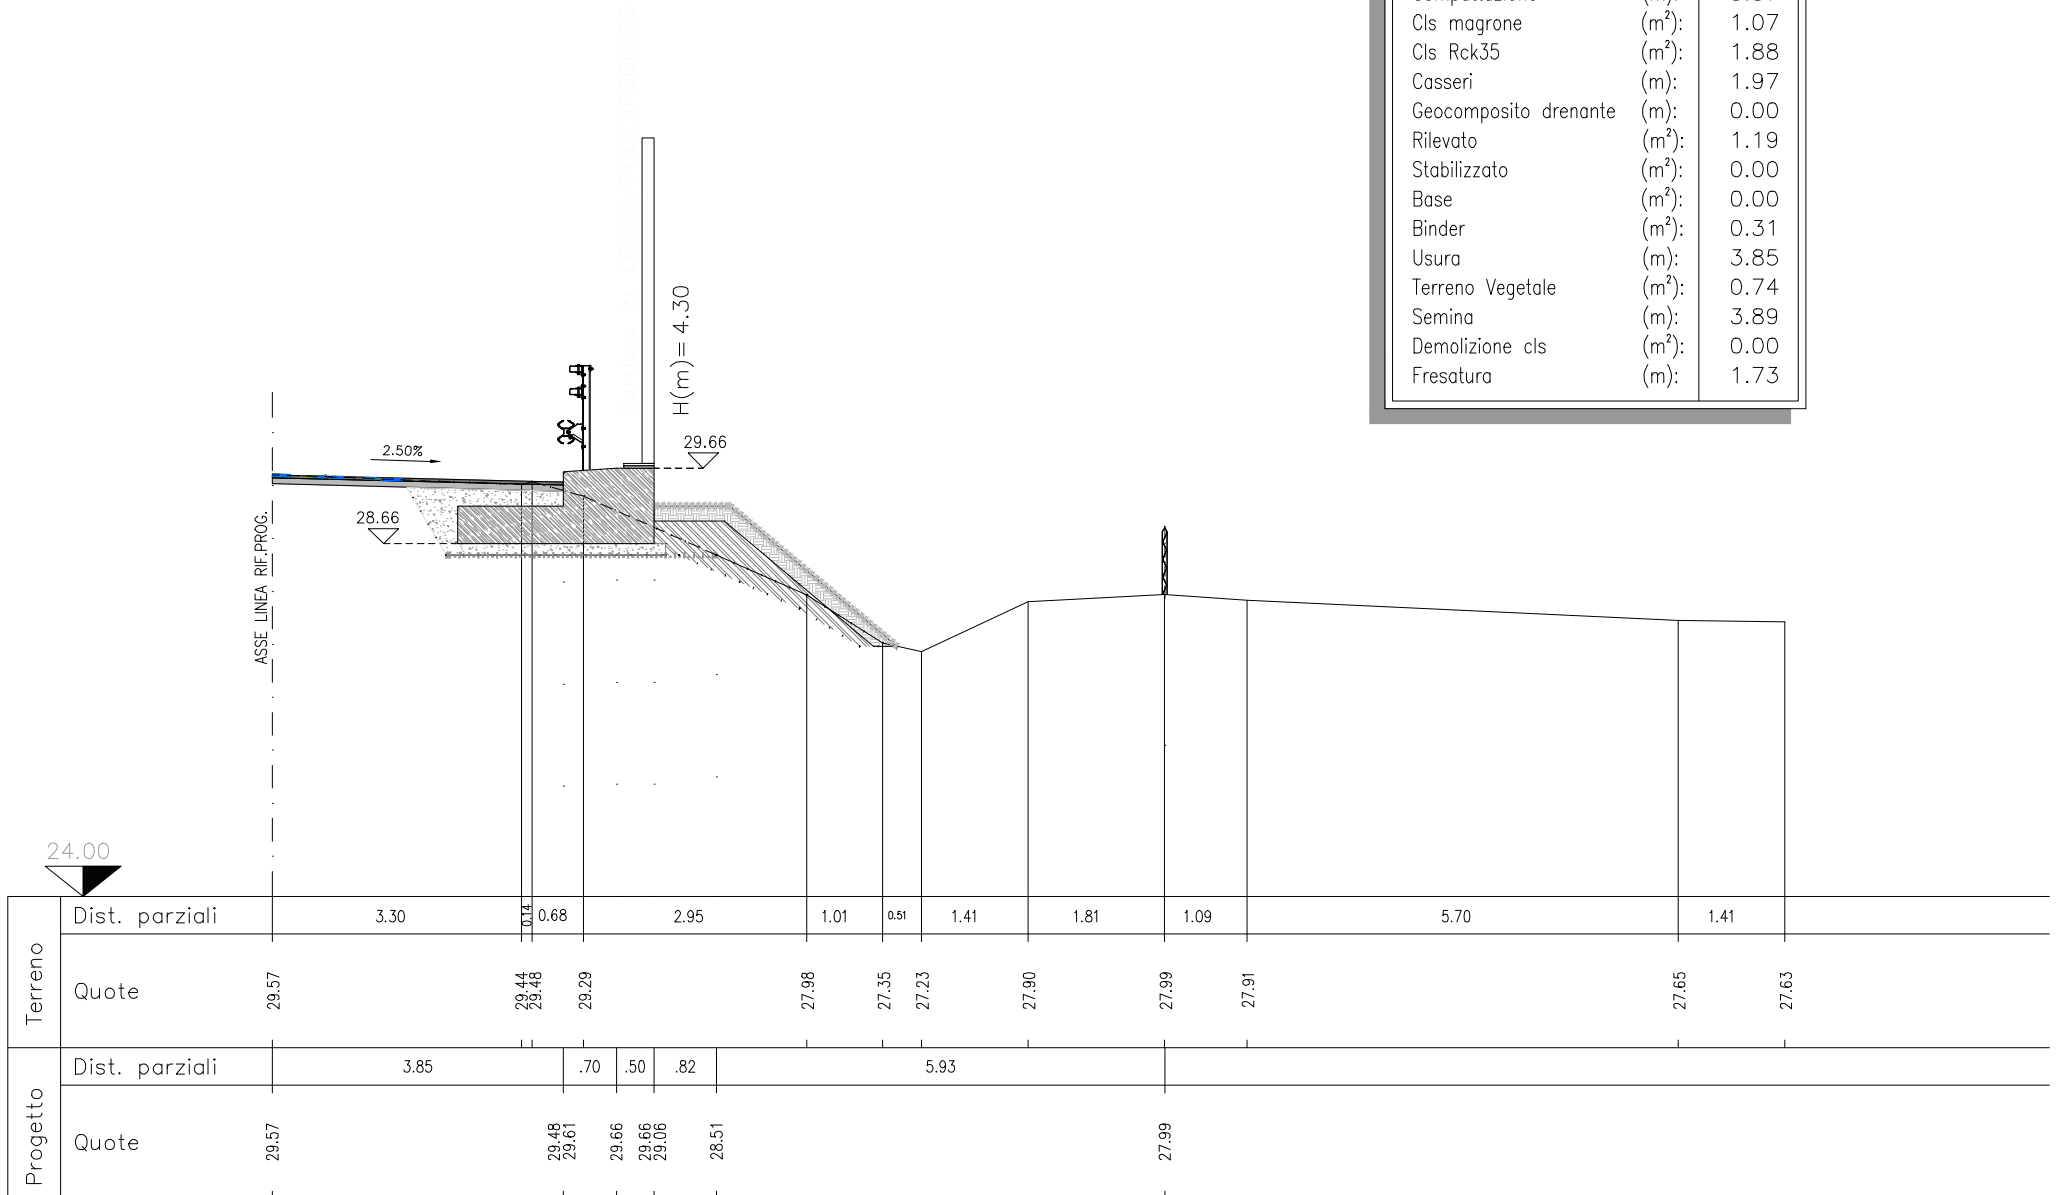 Cls magrone (m²): 1.07
Cls Rck35 (m²): 1.88
Casseri (m): 1.97
Geocomposito drenante (m): 0.00
Rilevato (m²): 1.19
Stabilizzato (m²): 0.00
Base (m²): 0.00
Binder (m²): 0.31
Usura (m): 3.85
Terreno Vegetale (m²): 0.74
Semina (m): 3.89
Demolizione cls (m²): 0.00
Fresatura (m): 1.73
H(m)= 4.30
2.50%
29.66
28.66
ASSE LINEA RIF.PROG.
24.00
Terreno
Dist. parziali 3.30 0.14 0.68 2.95 1.01 0.51 1.41 1.81 1.09 5.70 1.41
Quote 29.57 29.44 29.48 29.29 27.98 27.35 27.23 27.90 27.99 27.91 27.65 27.63
Progetto
Dist. parziali 3.85 .70 .50 .82 5.93
Quote 29.57 29.48 29.61 29.66 29.66 29.06 28.51 27.99